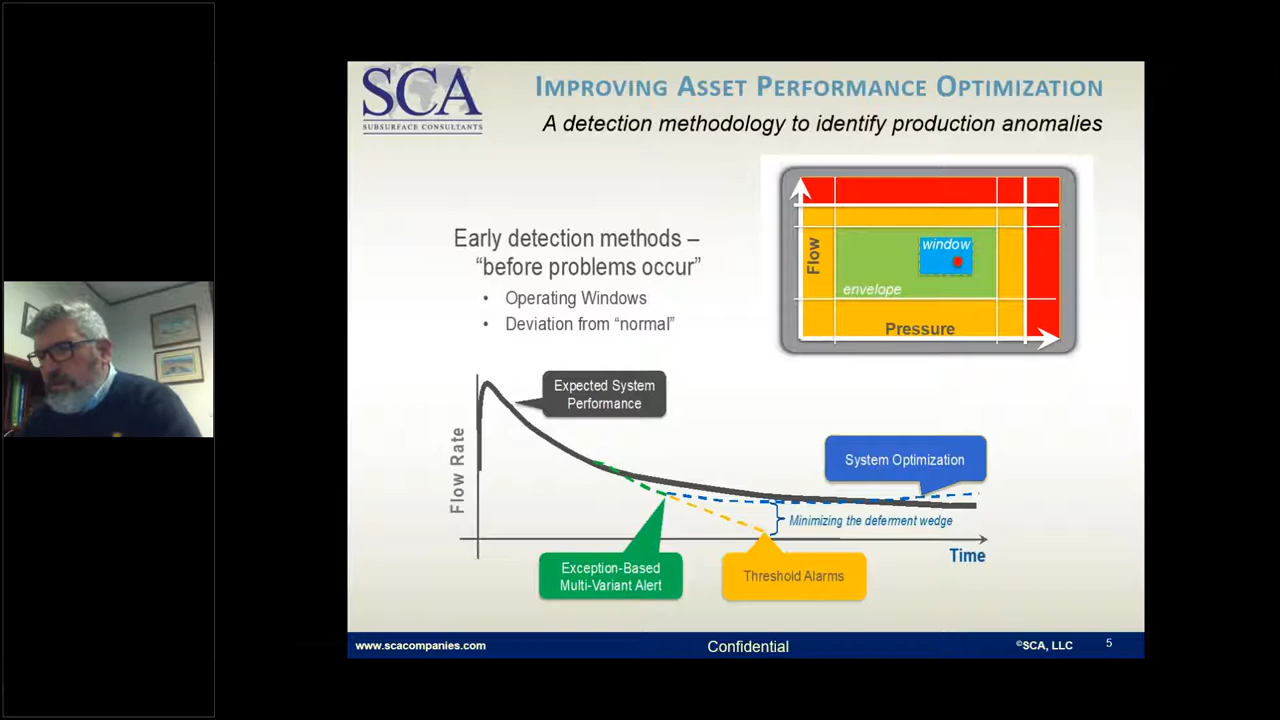 SCA
SUBSURFACE CONSULTANTS
IMPROVING ASSET PERFORMANCE OPTIMIZATION
A detection methodology to identify production anomalies
Early detection methods –
“before problems occur”
• Operating Windows
• Deviation from “normal”
Flow
window
envelope
Pressure
Expected System
Performance
Flow Rate
System Optimization
Minimizing the deferment wedge
Time
Exception-Based
Multi-Variant Alert
Threshold Alarms
www.scacompanies.com
Confidential
©SCA, LLC
5